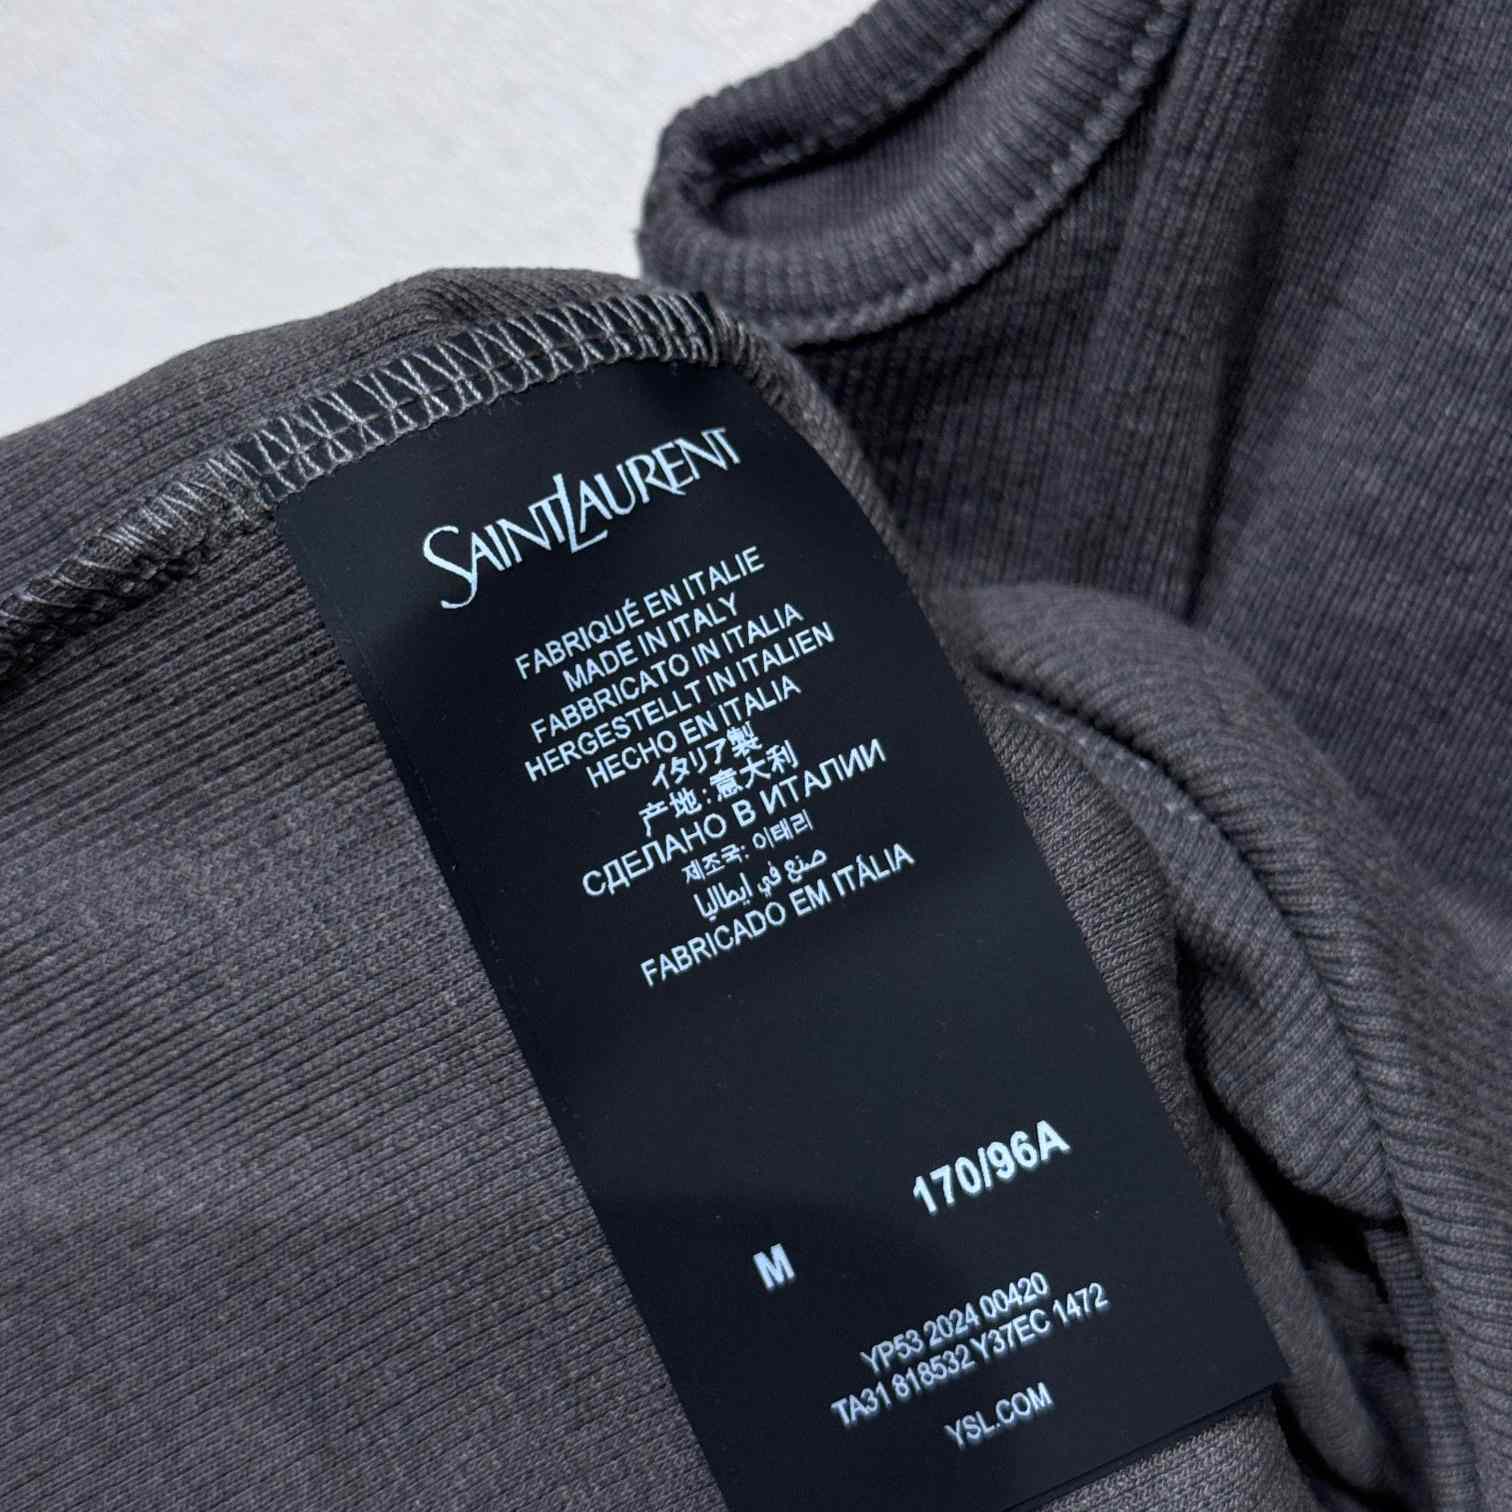 SAINT LAURENT
FABRIQUÉ EN ITALIE
MADE IN ITALY
FABBRICATO IN ITALIA
HERGESTELLT IN ITALIEN
HECHO EN ITALIA
イタリア製
产地:意大利
СДЕЛАНО В ИТАЛИИ
제조국: 이태리
صنع في ايطاليا
FABRICADO EM ITÁLIA
170/96A
M
YP53 2024 00420
TA31 818532 Y37EC 1472
YSL.COM